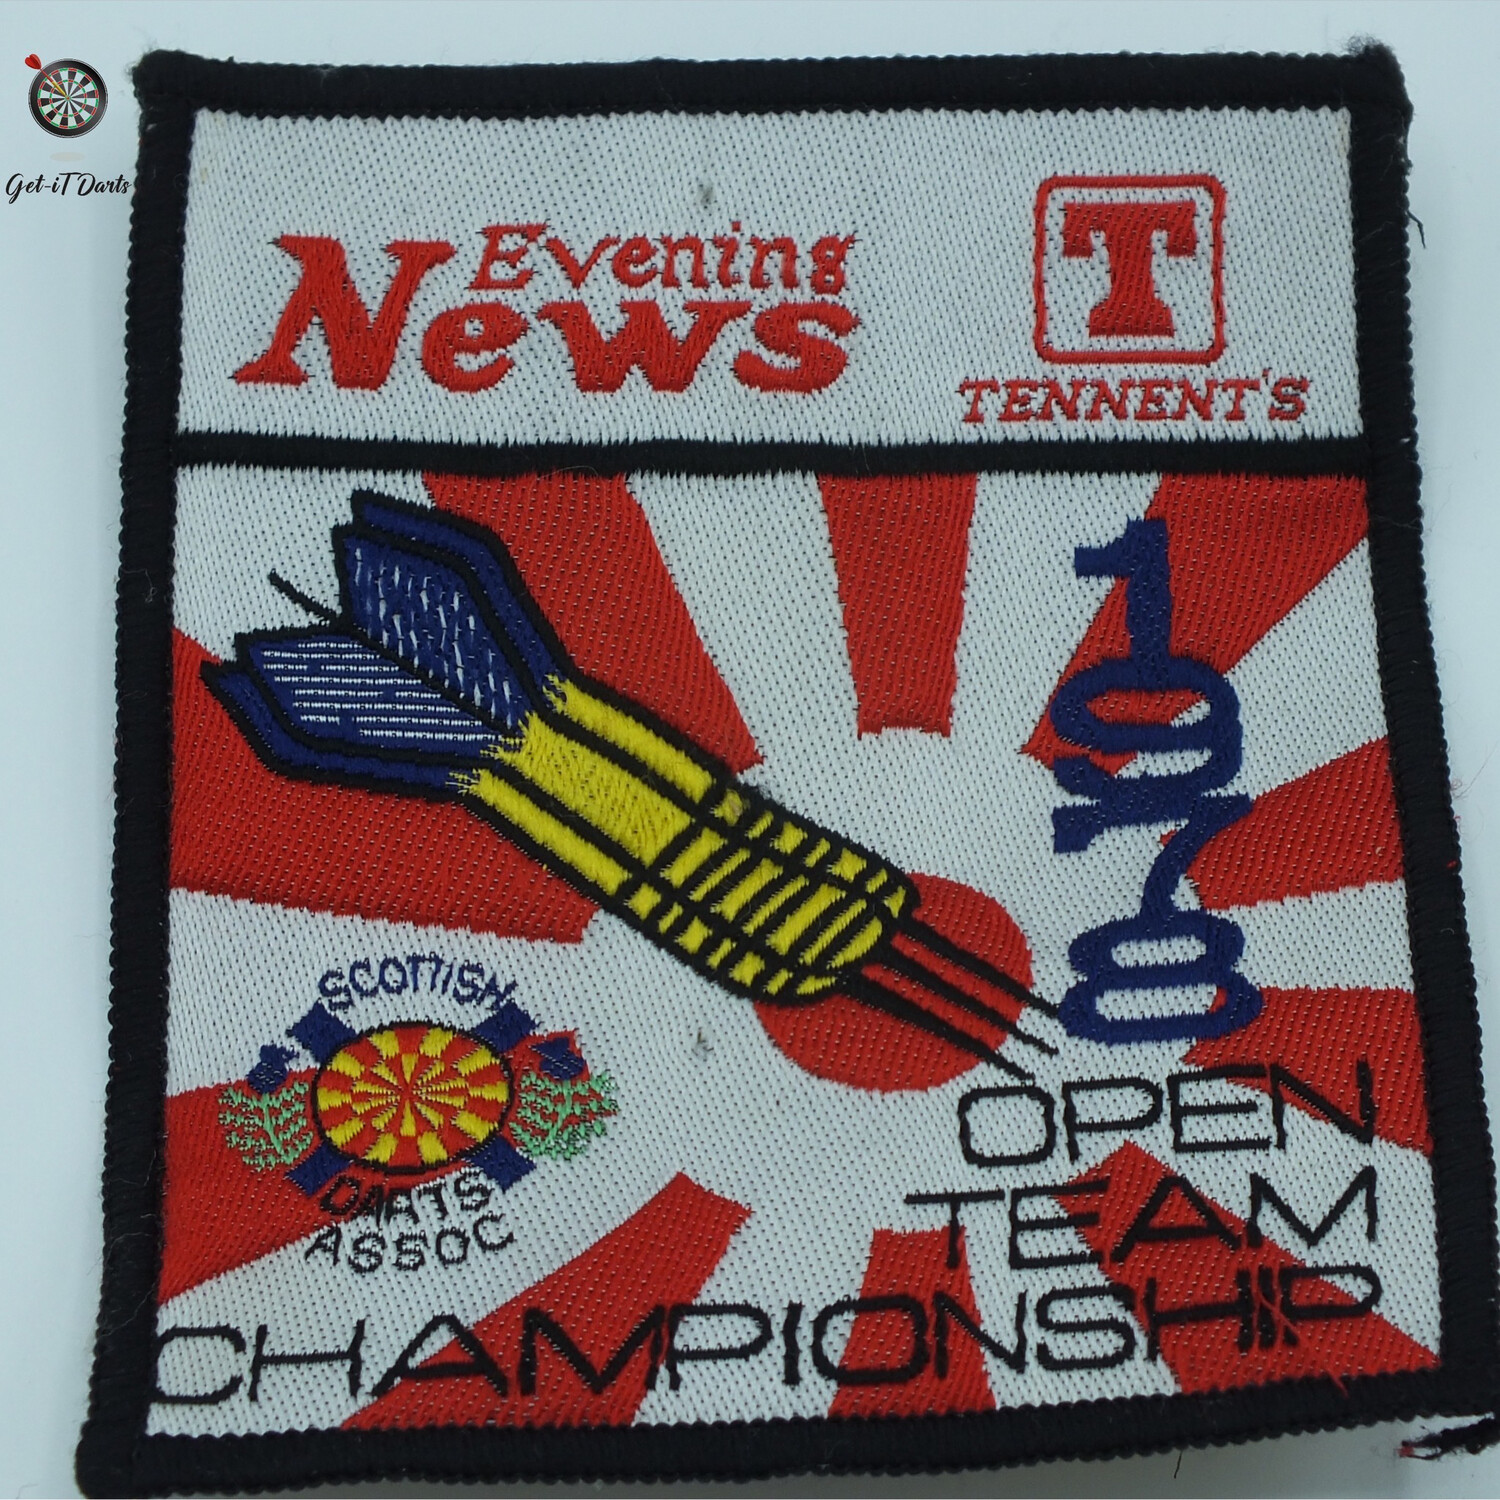 Get-iT Darts
Evening
News
T
TENNENT'S
1978
SCOTTISH
DARTS
ASSOC
OPEN
TEAM
CHAMPIONSHIP